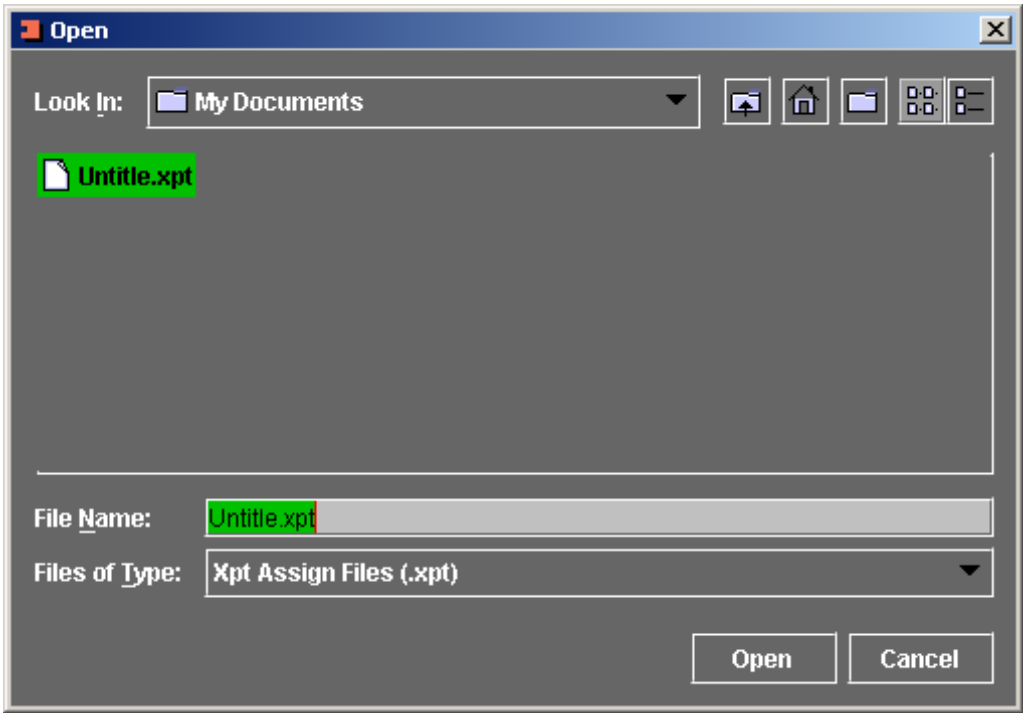 Open
Look In: My Documents
Untitle.xpt
File Name: Untitle.xpt
Files of Type: Xpt Assign Files (.xpt)
Open Cancel